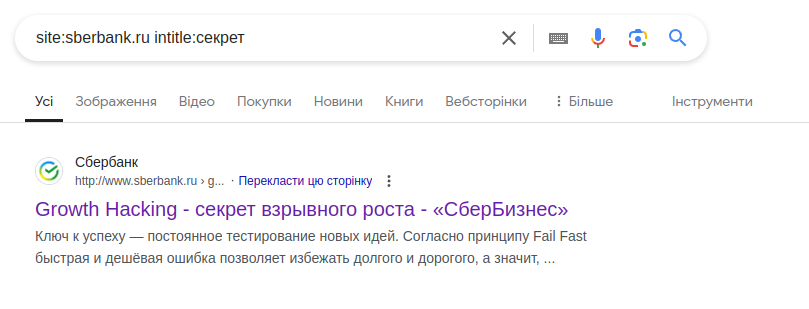 site:sberbank.ru intitle:секрет
Усі Зображення Відео Покупки Новини Книги Вебсторінки Більше Інструменти
Сбербанк
http://www.sberbank.ru › g... · Перекласти цю сторінку
Growth Hacking - секрет взрывного роста - «СберБизнес»
Ключ к успеху — постоянное тестирование новых идей. Согласно принципу Fail Fast
быстрая и дешёвая ошибка позволяет избежать долгого и дорогого, а значит, ...